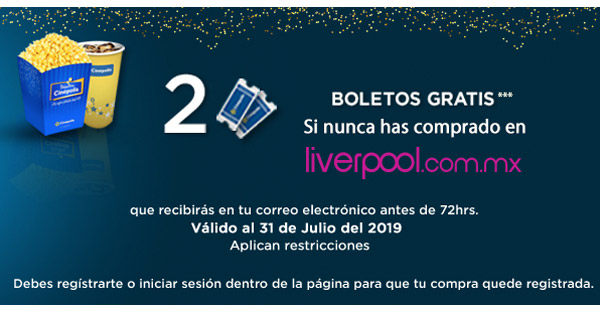 Cinépolis
Cinépolis
2
BOLETOS GRATIS***
Si nunca has comprado en
liverpool.com.mx
que recibirás en tu correo electrónico antes de 72hrs.
Válido al 31 de Julio del 2019
Aplican restricciones
Debes regístrarte o iniciar sesión dentro de la página para que tu compra quede registrada.